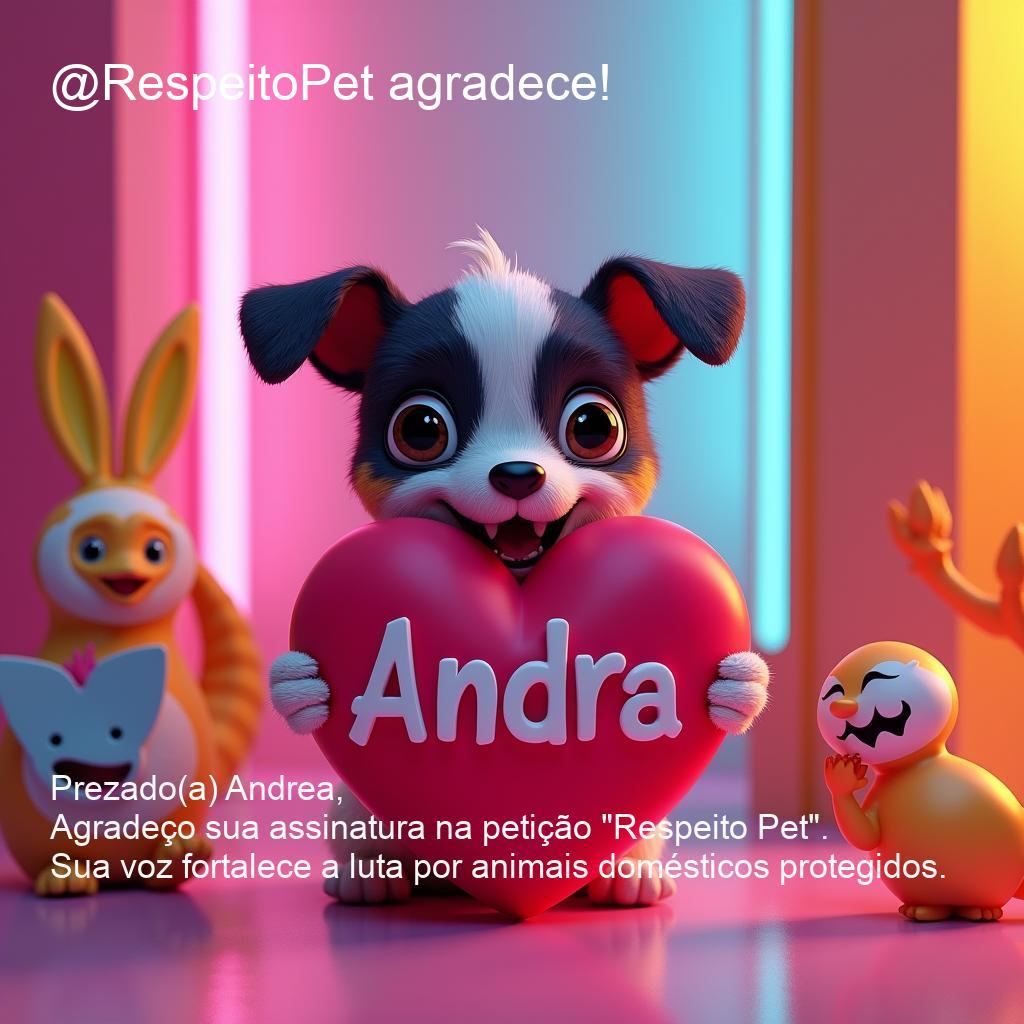 @RespeitoPet agradece!
Andra
Prezado(a) Andrea,
Agradeço sua assinatura na petição "Respeito Pet".
Sua voz fortalece a luta por animais domésticos protegidos.